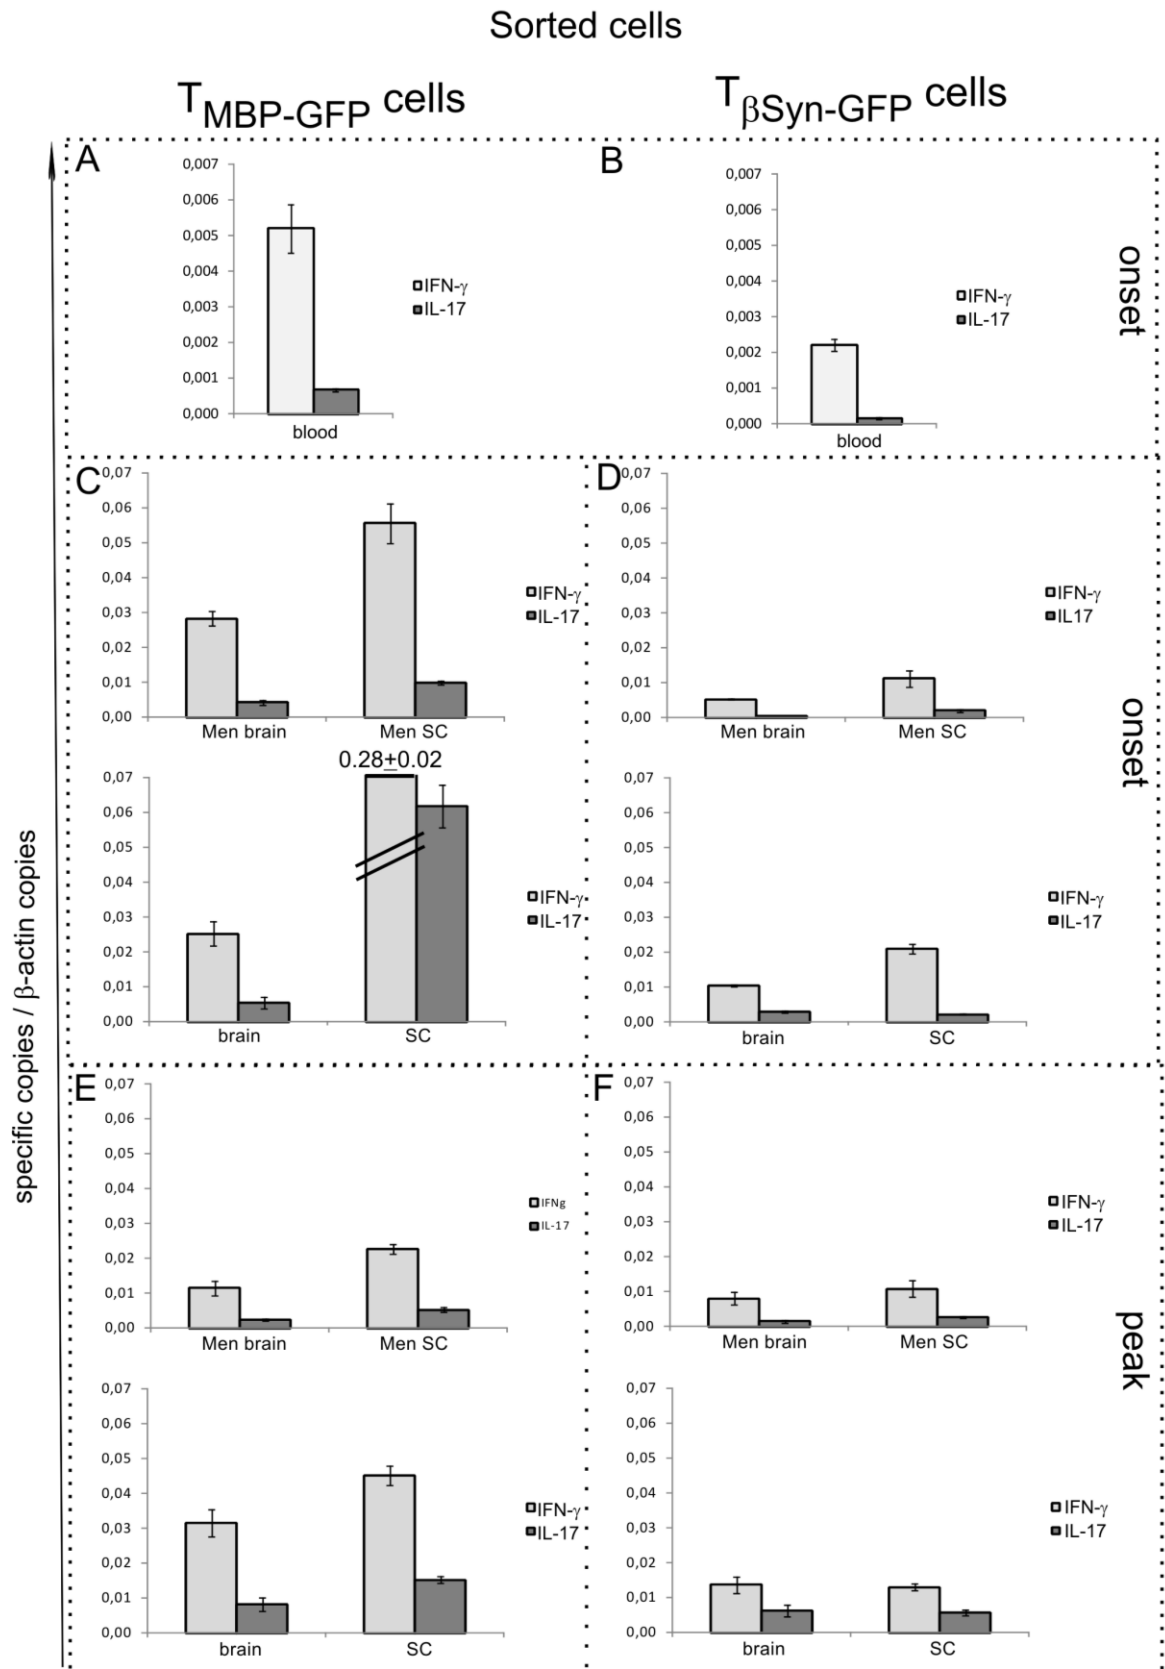 Sorted cells
TMBP-GFP cells
TβSyn-GFP cells
specific copies / β-actin copies
A
0,007
0,006
0,005
0,004
0,003
0,002
0,001
0,000
blood
IFN-γ
IL-17
B
0,007
0,006
0,005
0,004
0,003
0,002
0,001
0,000
blood
IFN-γ
IL-17
onset
C
0,07
0,06
0,05
0,04
0,03
0,02
0,01
0,00
Men brain Men SC
IFN-γ
IL-17
0.28±0.02
0,07
0,06
0,05
0,04
0,03
0,02
0,01
0,00
brain SC
IFN-γ
IL-17
D
0,07
0,06
0,05
0,04
0,03
0,02
0,01
0,00
Men brain Men SC
IFN-γ
IL17
0,07
0,06
0,05
0,04
0,03
0,02
0,01
0,00
brain SC
IFN-γ
IL-17
onset
E
0,07
0,06
0,05
0,04
0,03
0,02
0,01
0,00
Men brain Men SC
IFNg
IL-17
0,07
0,06
0,05
0,04
0,03
0,02
0,01
0,00
brain SC
IFN-γ
IL-17
F
0,07
0,06
0,05
0,04
0,03
0,02
0,01
0,00
Men brain Men SC
IFN-γ
IL-17
0,07
0,06
0,05
0,04
0,03
0,02
0,01
0,00
brain SC
IFN-γ
IL-17
peak